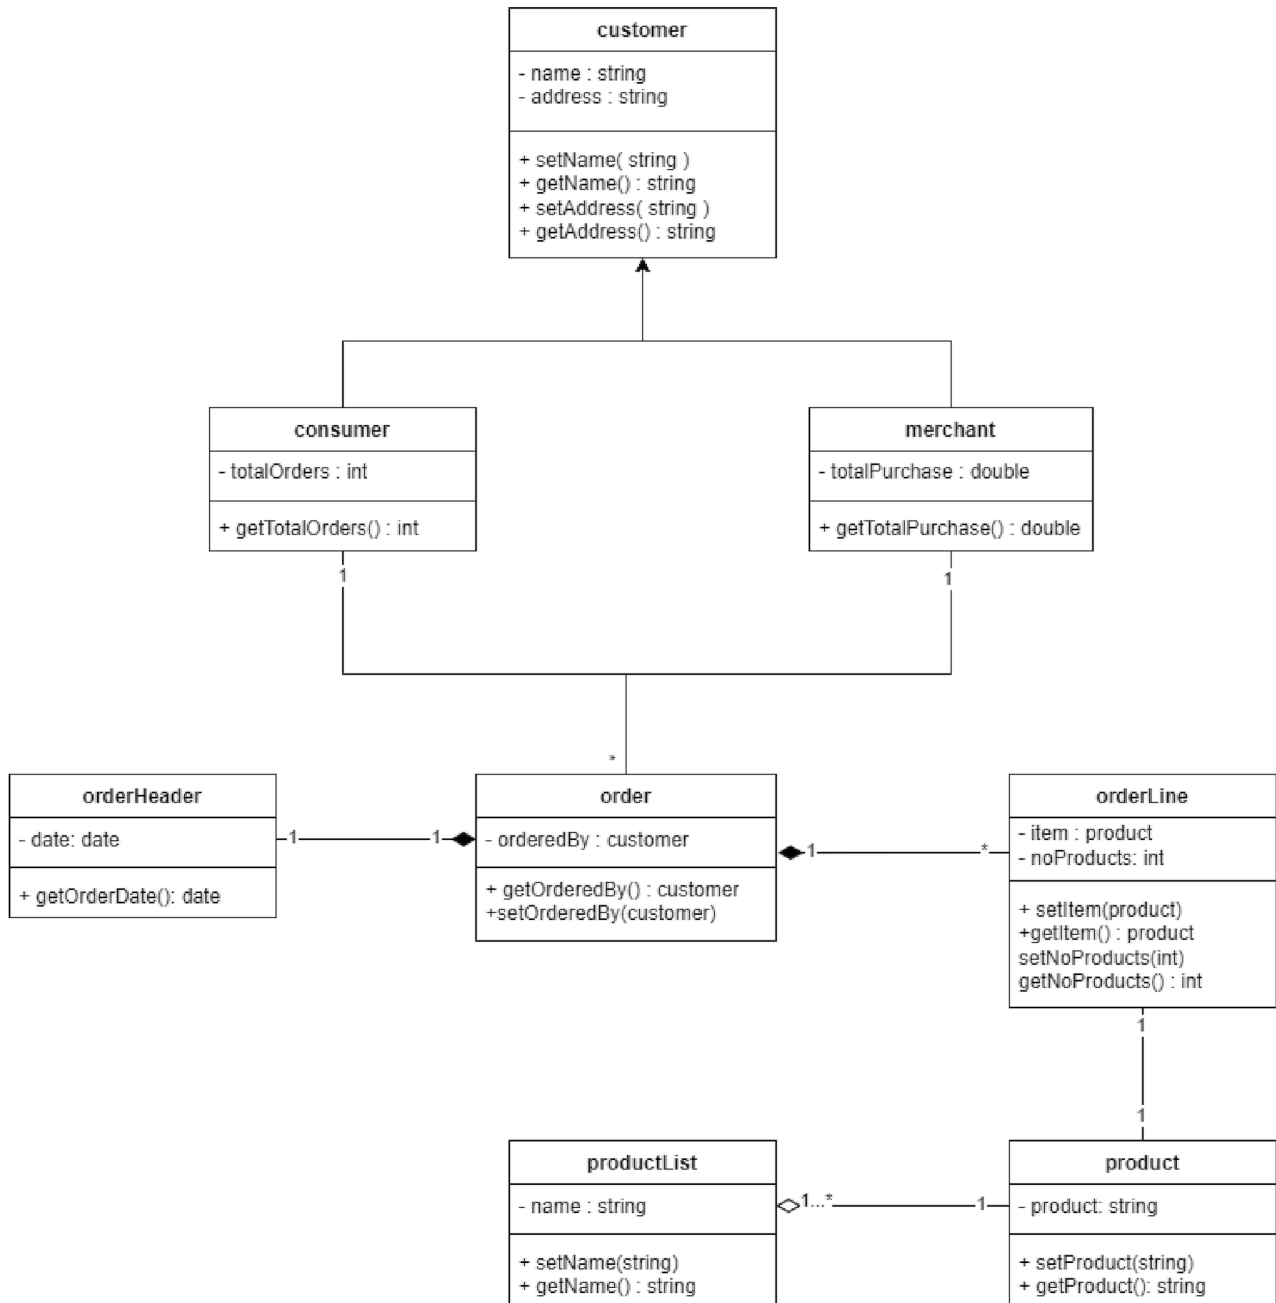 customer
- name : string
- address : string
+ setName( string )
+ getName() : string
+ setAddress( string )
+ getAddress() : string
consumer
- totalOrders : int
+ getTotalOrders() : int
1
merchant
- totalPurchase : double
+ getTotalPurchase() : double
1
*
orderHeader
- date: date
+ getOrderDate(): date
1
1
order
- orderedBy : customer
+ getOrderedBy() : customer
+setOrderedBy(customer)
1
*
orderLine
- item : product
- noProducts: int
+ setItem(product)
+getItem() : product
setNoProducts(int)
getNoProducts() : int
1
1
productList
- name : string
+ setName(string)
+ getName() : string
1...*
1
product
- product: string
+ setProduct(string)
+ getProduct(): string